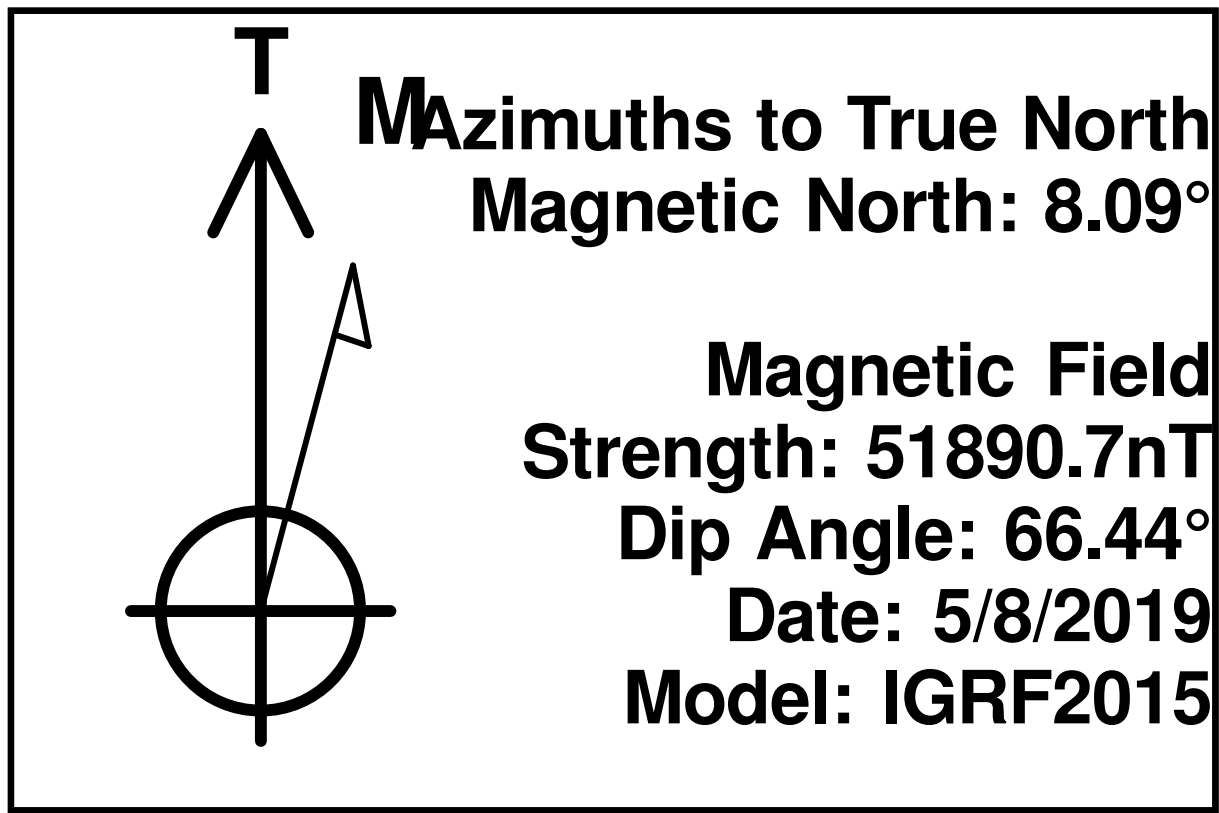 T
M
Azimuths to True North
Magnetic North: 8.09°
Magnetic Field
Strength: 51890.7nT
Dip Angle: 66.44°
Date: 5/8/2019
Model: IGRF2015